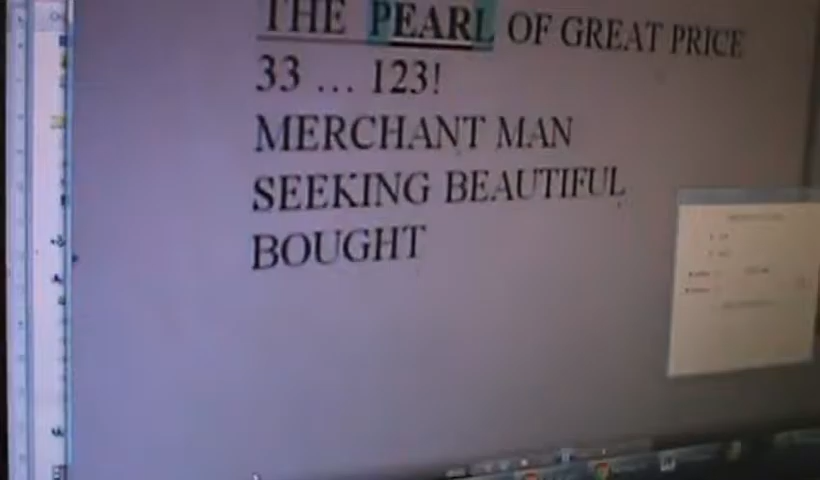 THE PEARL OF GREAT PRICE
33 ... 123!
MERCHANT MAN
SEEKING BEAUTIFUL
BOUGHT